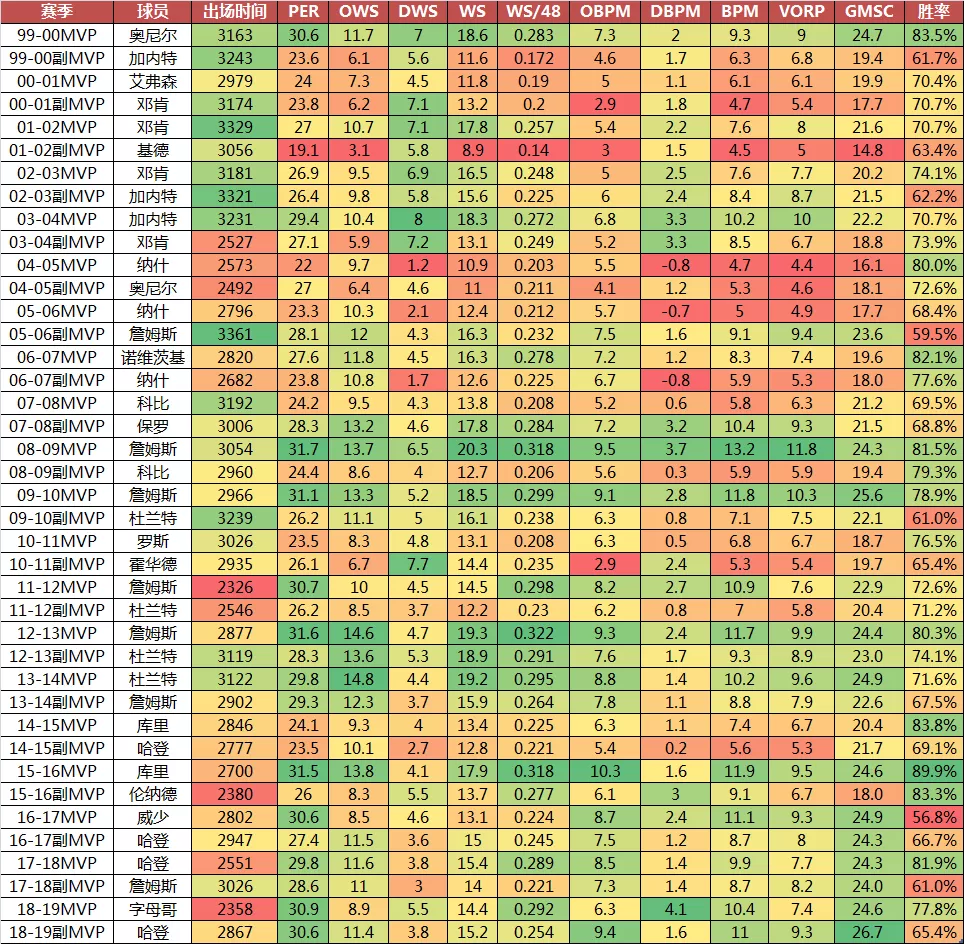 赛季 球员 出场时间 PER OWS DWS WS WS/48 OBPM DBPM BPM VORP GMSC 胜率
99-00MVP 奥尼尔 3163 30.6 11.7 7 18.6 0.283 7.3 2 9.3 9 24.7 83.5%
99-00副MVP 加内特 3243 23.6 6.1 5.6 11.6 0.172 4.6 1.7 6.3 6.8 19.4 61.7%
00-01MVP 艾弗森 2979 24 7.3 4.5 11.8 0.19 5 1.1 6.1 6.1 19.9 70.4%
00-01副MVP 邓肯 3174 23.8 6.2 7.1 13.2 0.2 2.9 1.8 4.7 5.4 17.7 70.7%
01-02MVP 邓肯 3329 27 10.7 7.1 17.8 0.257 5.4 2.2 7.6 8 21.6 70.7%
01-02副MVP 基德 3056 19.1 3.1 5.8 8.9 0.14 3 1.5 4.5 5 14.8 63.4%
02-03MVP 邓肯 3181 26.9 9.5 6.9 16.5 0.248 5 2.5 7.6 7.7 20.2 74.1%
02-03副MVP 加内特 3321 26.4 9.8 5.8 15.6 0.225 6 2.4 8.4 8.7 21.5 62.2%
03-04MVP 加内特 3231 29.4 10.4 8 18.3 0.272 6.8 3.3 10.2 10 22.2 70.7%
03-04副MVP 邓肯 2527 27.1 5.9 7.2 13.1 0.249 5.2 3.3 8.5 6.7 18.8 73.9%
04-05MVP 纳什 2573 22 9.7 1.2 10.9 0.203 5.5 -0.8 4.7 4.4 16.1 80.0%
04-05副MVP 奥尼尔 2492 27 6.4 4.6 11 0.211 4.1 1.2 5.3 4.6 18.1 72.6%
05-06MVP 纳什 2796 23.3 10.3 2.1 12.4 0.212 5.7 -0.7 5 4.9 17.7 68.4%
05-06副MVP 詹姆斯 3361 28.1 12 4.3 16.3 0.232 7.5 1.6 9.1 9.4 23.6 59.5%
06-07MVP 诺维茨基 2820 27.6 11.8 4.5 16.3 0.278 7.2 1.2 8.3 7.4 19.6 82.1%
06-07副MVP 纳什 2682 23.8 10.8 1.7 12.6 0.225 6.7 -0.8 5.9 5.3 18.0 77.6%
07-08MVP 科比 3192 24.2 9.5 4.3 13.8 0.208 5.2 0.6 5.8 6.3 21.2 69.5%
07-08副MVP 保罗 3006 28.3 13.2 4.6 17.8 0.284 7.2 3.2 10.4 9.3 21.5 68.8%
08-09MVP 詹姆斯 3054 31.7 13.7 6.5 20.3 0.318 9.5 3.7 13.2 11.8 24.3 81.5%
08-09副MVP 科比 2960 24.4 8.6 4 12.7 0.206 5.6 0.3 5.9 5.9 19.4 79.3%
09-10MVP 詹姆斯 2966 31.1 13.3 5.2 18.5 0.299 9.1 2.8 11.8 10.3 25.6 78.9%
09-10副MVP 杜兰特 3239 26.2 11.1 5 16.1 0.238 6.3 0.8 7.1 7.5 22.1 61.0%
10-11MVP 罗斯 3026 23.5 8.3 4.8 13.1 0.208 6.3 0.5 6.8 6.7 18.7 76.5%
10-11副MVP 霍华德 2935 26.1 6.7 7.7 14.4 0.235 2.9 2.4 5.3 5.4 19.7 65.4%
11-12MVP 詹姆斯 2326 30.7 10 4.5 14.5 0.298 8.2 2.7 10.9 7.6 22.9 72.6%
11-12副MVP 杜兰特 2546 26.2 8.5 3.7 12.2 0.23 6.2 0.8 7 5.8 20.4 71.2%
12-13MVP 詹姆斯 2877 31.6 14.6 4.7 19.3 0.322 9.3 2.4 11.7 9.9 24.4 80.3%
12-13副MVP 杜兰特 3119 28.3 13.6 5.3 18.9 0.291 7.6 1.7 9.3 8.9 23.0 74.1%
13-14MVP 杜兰特 3122 29.8 14.8 4.4 19.2 0.295 8.8 1.4 10.2 9.6 24.9 71.6%
13-14副MVP 詹姆斯 2902 29.3 12.3 3.7 15.9 0.264 7.8 1.1 8.8 7.9 22.6 67.5%
14-15MVP 库里 2846 24.1 9.3 4 13.4 0.225 6.3 1.1 7.4 6.7 20.4 83.8%
14-15副MVP 哈登 2777 23.5 10.1 2.7 12.8 0.221 5.4 0.2 5.6 5.3 21.7 69.1%
15-16MVP 库里 2700 31.5 13.8 4.1 17.9 0.318 10.3 1.6 11.9 9.5 24.6 89.9%
15-16副MVP 伦纳德 2380 26 8.3 5.5 13.7 0.277 6.1 3 9.1 6.7 18.0 83.3%
16-17MVP 威少 2802 30.6 8.5 4.6 13.1 0.224 8.7 2.4 11.1 9.3 24.9 56.8%
16-17副MVP 哈登 2947 27.4 11.5 3.6 15 0.245 7.5 1.2 8.7 8 24.3 66.7%
17-18MVP 哈登 2551 29.8 11.6 3.8 15.4 0.289 8.5 1.4 9.9 7.7 24.3 81.9%
17-18副MVP 詹姆斯 3026 28.6 11 3 14 0.221 7.3 1.4 8.7 8.2 24.0 61.0%
18-19MVP 字母哥 2358 30.9 8.9 5.5 14.4 0.292 6.3 4.1 10.4 7.4 24.6 77.8%
18-19副MVP 哈登 2867 30.6 11.4 3.8 15.2 0.254 9.4 1.6 11 9.3 26.7 65.4%